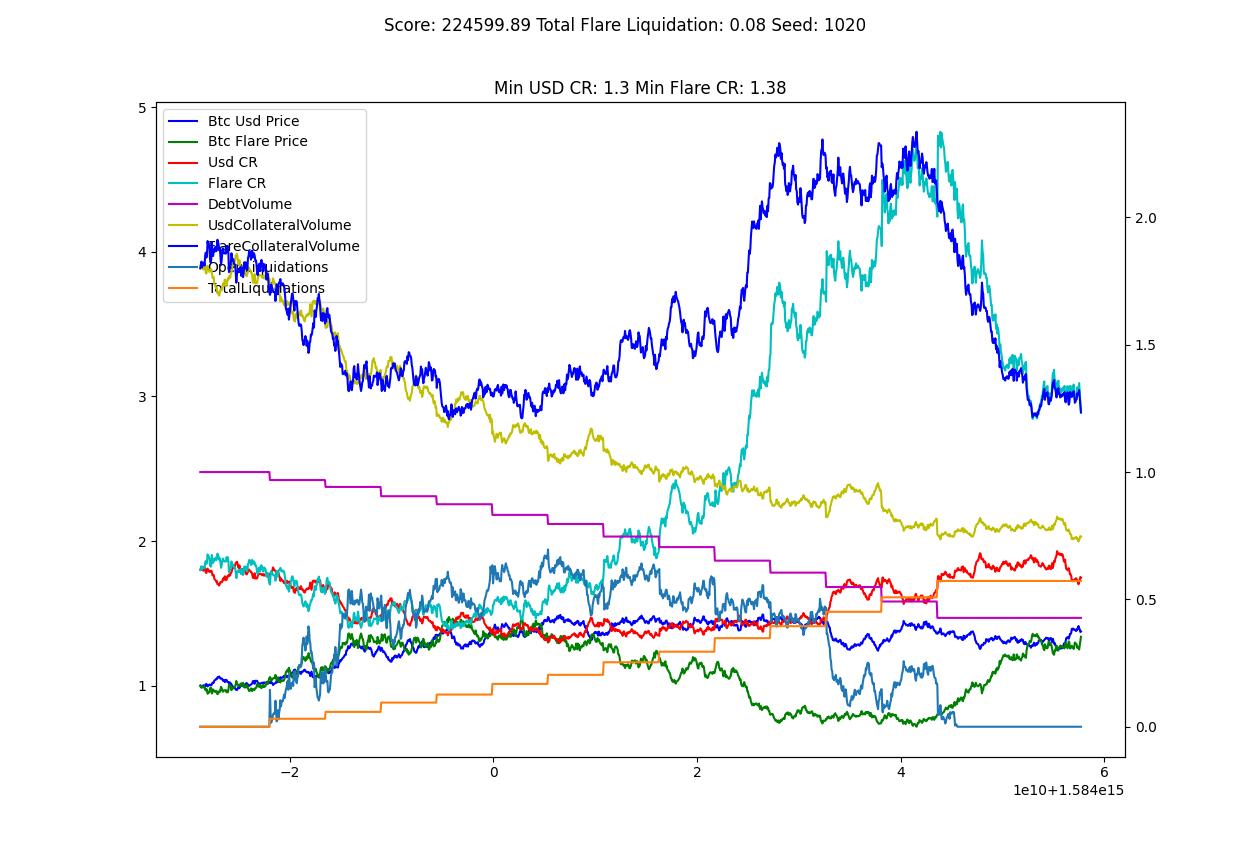 Score: 224599.89 Total Flare Liquidation: 0.08 Seed: 1020
Min USD CR: 1.3 Min Flare CR: 1.38
Btc Usd Price
Btc Flare Price
Usd CR
Flare CR
DebtVolume
UsdCollateralVolume
FlareCollateralVolume
OpenLiquidations
TotalLiquidations
5
4
3
2
1
2.0
1.5
1.0
0.5
0.0
−2
0
2
4
6
1e10+1.584e15